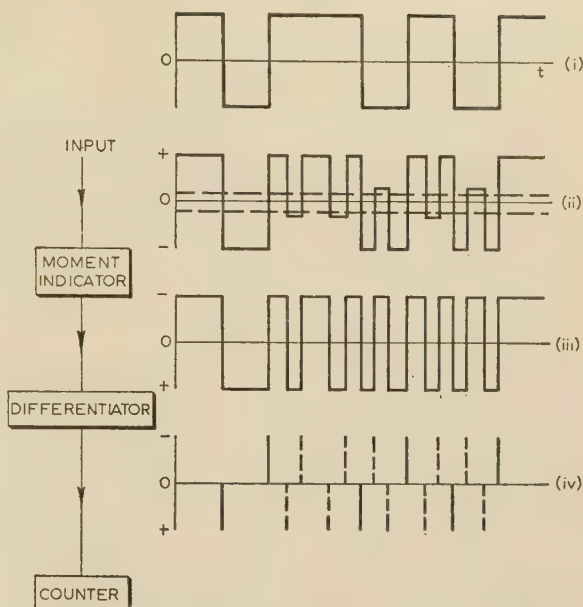 0
t
(i)
INPUT
+
0
(ii)
-
MOMENT
INDICATOR
-
0
(iii)
+
DIFFERENTIATOR
-
0
(iv)
+
COUNTER